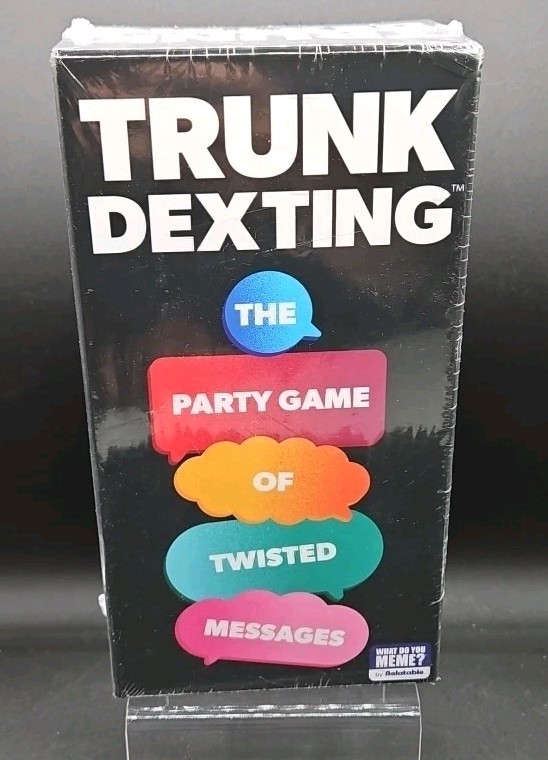 TRUNK
DEXTING™
THE
PARTY GAME
OF
TWISTED
MESSAGES
WHAT DO YOU
MEME?
by Relatable